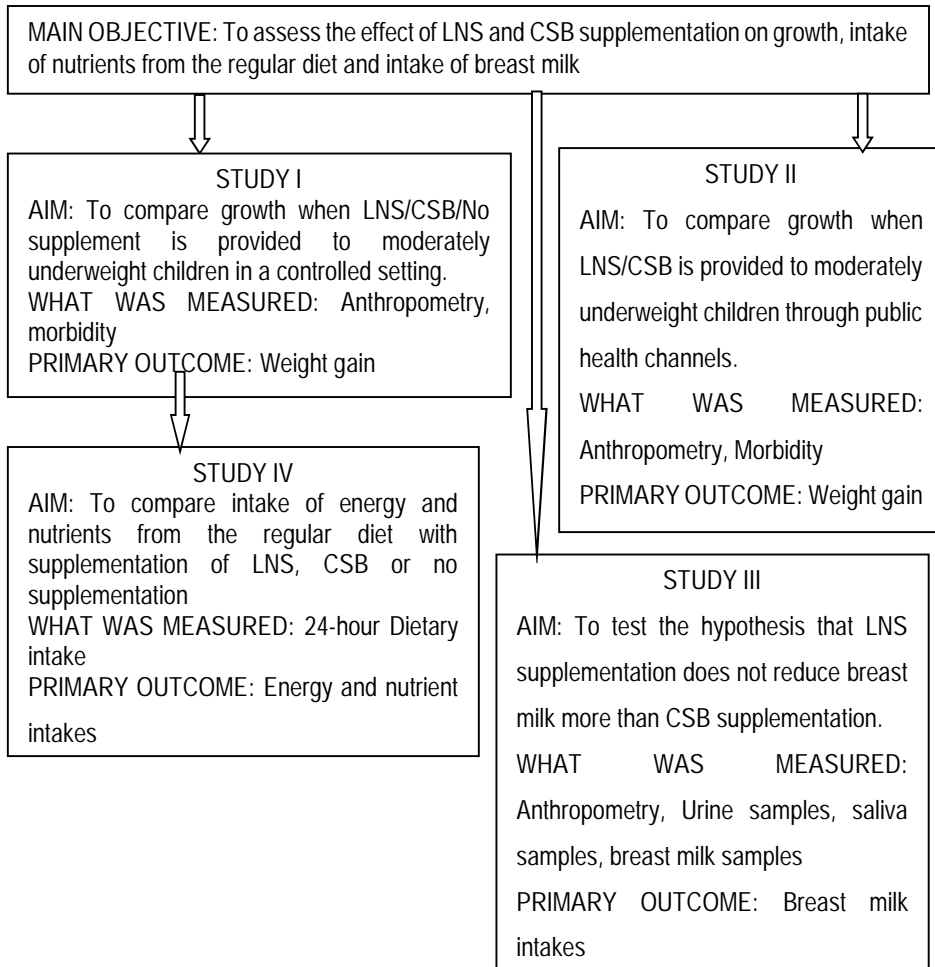 MAIN OBJECTIVE: To assess the effect of LNS and CSB supplementation on growth, intake
of nutrients from the regular diet and intake of breast milk
STUDY I
AIM: To compare growth when LNS/CSB/No
supplement is provided to moderately
underweight children in a controlled setting.
WHAT WAS MEASURED: Anthropometry,
morbidity
PRIMARY OUTCOME: Weight gain
STUDY II
AIM: To compare growth when
LNS/CSB is provided to moderately
underweight children through public
health channels.
WHAT WAS MEASURED:
Anthropometry, Morbidity
PRIMARY OUTCOME: Weight gain
STUDY IV
AIM: To compare intake of energy and
nutrients from the regular diet with
supplementation of LNS, CSB or no
supplementation
WHAT WAS MEASURED: 24-hour Dietary
intake
PRIMARY OUTCOME: Energy and nutrient
intakes
STUDY III
AIM: To test the hypothesis that LNS
supplementation does not reduce breast
milk more than CSB supplementation.
WHAT WAS MEASURED:
Anthropometry, Urine samples, saliva
samples, breast milk samples
PRIMARY OUTCOME: Breast milk
intakes